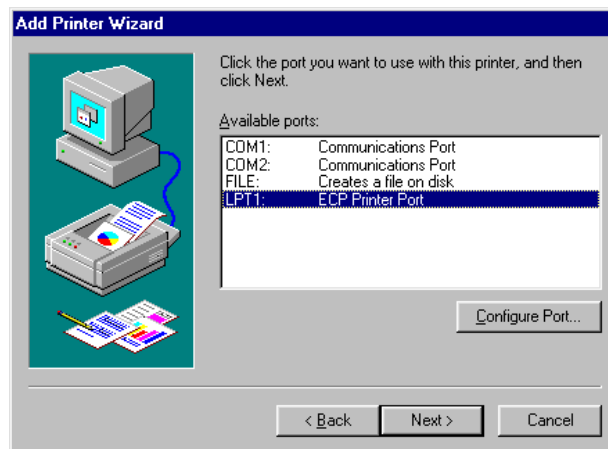 Add Printer Wizard
Click the port you want to use with this printer, and then
click Next.
Available ports:
COM1: Communications Port
COM2: Communications Port
FILE: Creates a file on disk
LPT1: ECP Printer Port
Configure Port...
< Back Next > Cancel